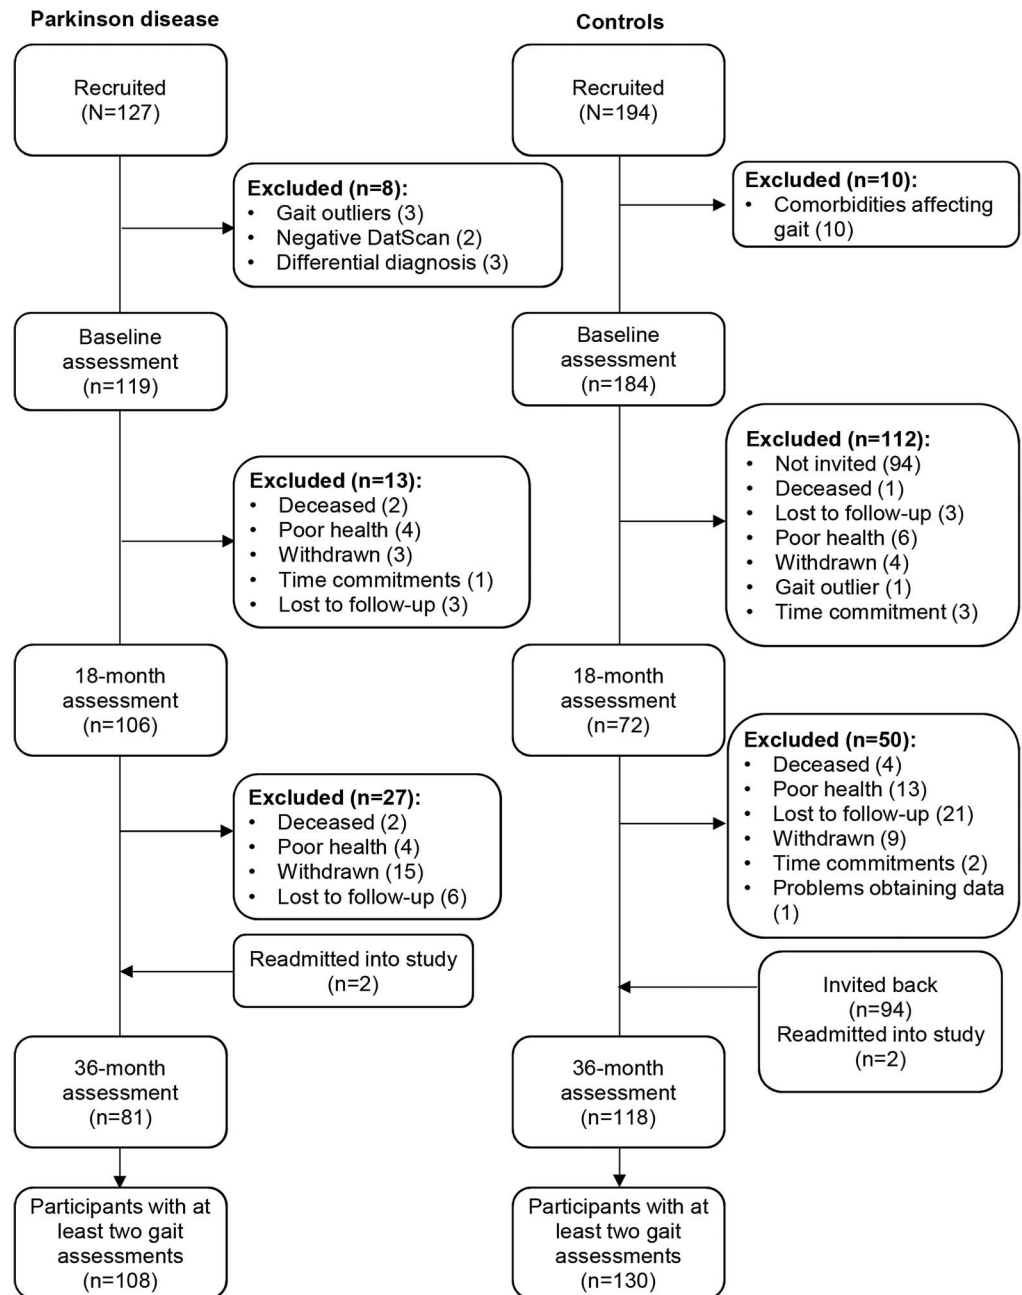 Parkinson disease
Recruited
(N=127)
Excluded (n=8):
• Gait outliers (3)
• Negative DatScan (2)
• Differential diagnosis (3)
Baseline
assessment
(n=119)
Excluded (n=13):
• Deceased (2)
• Poor health (4)
• Withdrawn (3)
• Time commitments (1)
• Lost to follow-up (3)
18-month
assessment
(n=106)
Excluded (n=27):
• Deceased (2)
• Poor health (4)
• Withdrawn (15)
• Lost to follow-up (6)
Readmitted into study
(n=2)
36-month
assessment
(n=81)
Participants with at
least two gait
assessments
(n=108)
Controls
Recruited
(N=194)
Excluded (n=10):
• Comorbidities affecting
gait (10)
Baseline
assessment
(n=184)
Excluded (n=112):
• Not invited (94)
• Deceased (1)
• Lost to follow-up (3)
• Poor health (6)
• Withdrawn (4)
• Gait outlier (1)
• Time commitment (3)
18-month
assessment
(n=72)
Excluded (n=50):
• Deceased (4)
• Poor health (13)
• Lost to follow-up (21)
• Withdrawn (9)
• Time commitments (2)
• Problems obtaining data
(1)
Invited back
(n=94)
Readmitted into study
(n=2)
36-month
assessment
(n=118)
Participants with at
least two gait
assessments
(n=130)